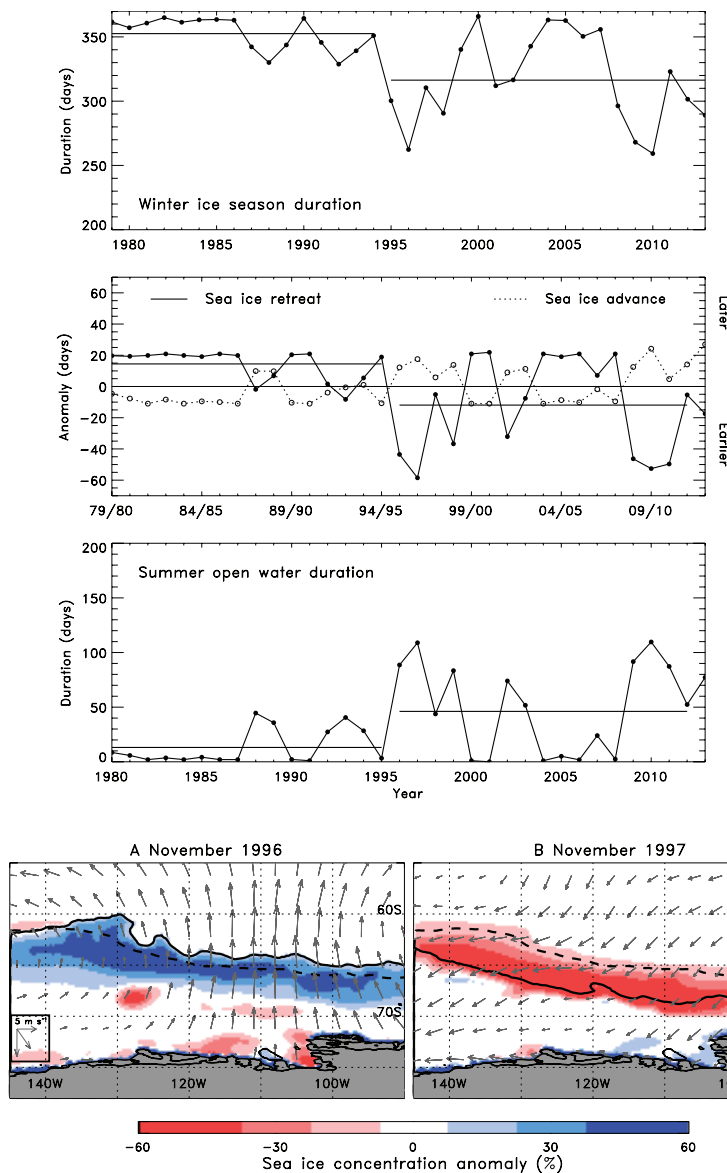 350
300
250
200
Duration (days)
Winter ice season duration
1980 1985 1990 1995 2000 2005 2010
60
40
20
0
-20
-40
-60
Anomaly (days)
Sea ice retreat
Sea ice advance
Later
Earlier
79/80 84/85 89/90 94/95 99/00 04/05 09/10
200
150
100
50
0
Duration (days)
Summer open water duration
1980 1985 1990 1995 2000 2005 2010
Year
A November 1996
60S
70S
5 m s⁻¹
140W 120W 100W
B November 1997
140W 120W 10
-60 -30 0 30 60
Sea ice concentration anomaly (%)